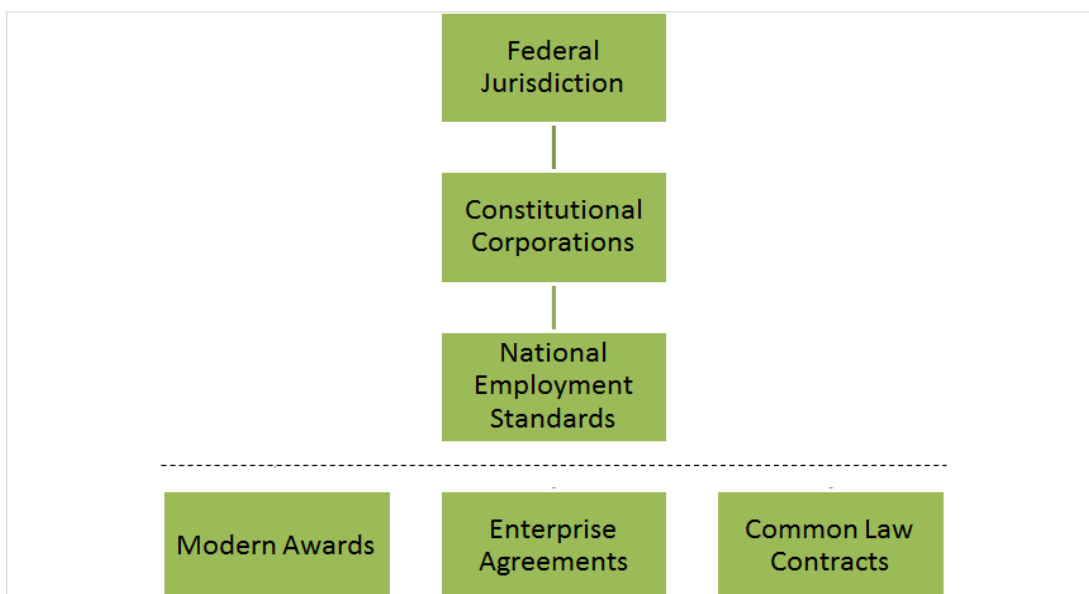 Federal
Jurisdiction
Constitutional
Corporations
National
Employment
Standards
Modern Awards
Enterprise
Agreements
Common Law
Contracts